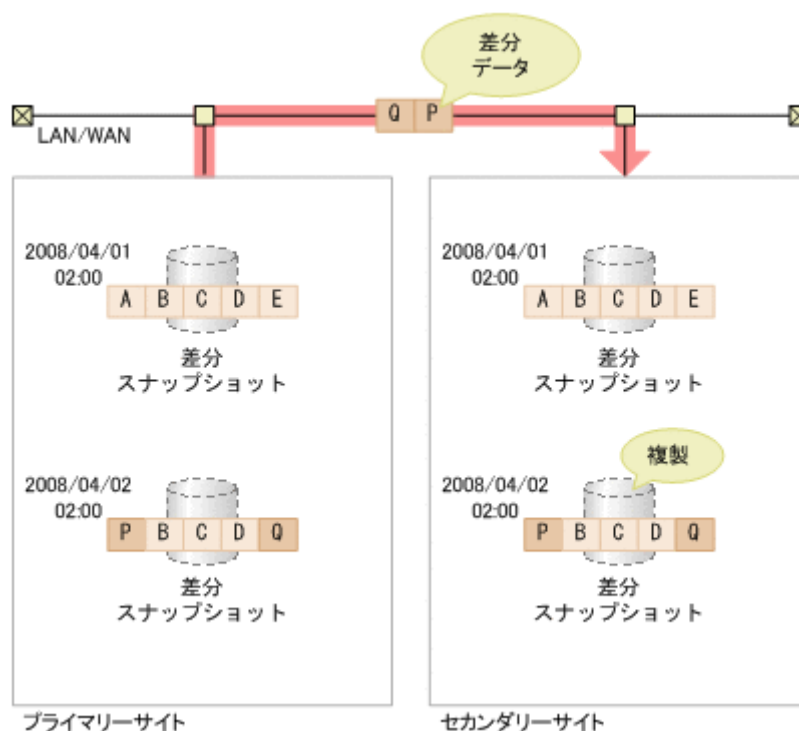 差分
データ
Q P
LAN/WAN
2008/04/01
02:00
A B C D E
差分
スナップショット
2008/04/02
02:00
P B C D Q
差分
スナップショット
プライマリーサイト
2008/04/01
02:00
A B C D E
差分
スナップショット
複製
2008/04/02
02:00
P B C D Q
差分
スナップショット
セカンダリーサイト